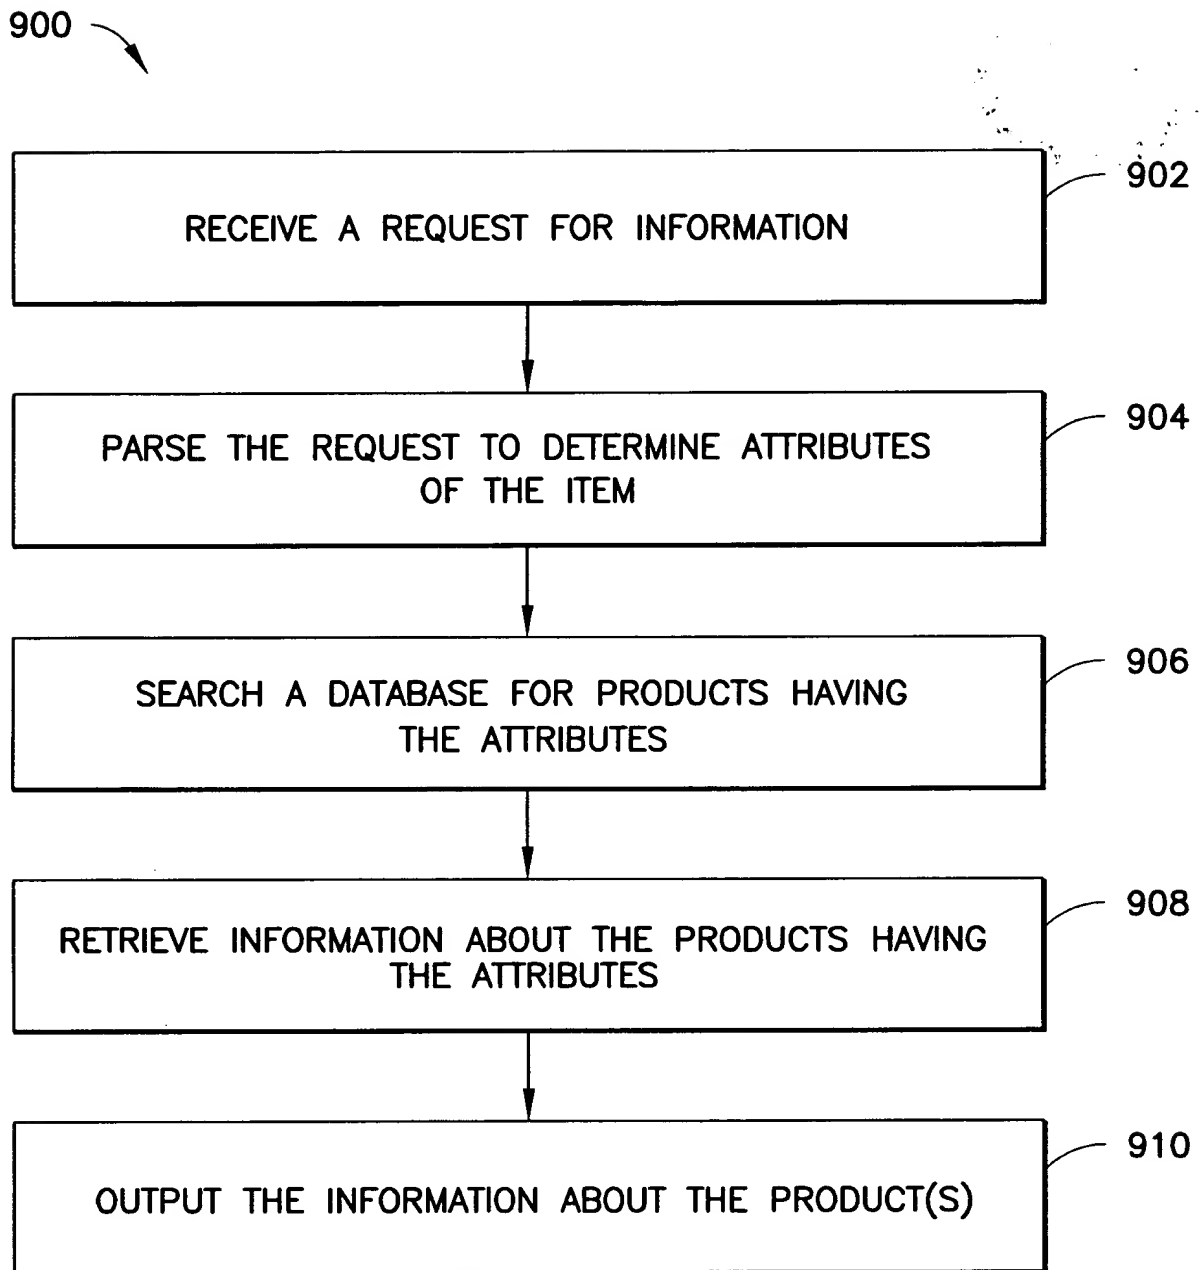 900
902
RECEIVE A REQUEST FOR INFORMATION
904
PARSE THE REQUEST TO DETERMINE ATTRIBUTES
OF THE ITEM
906
SEARCH A DATABASE FOR PRODUCTS HAVING
THE ATTRIBUTES
908
RETRIEVE INFORMATION ABOUT THE PRODUCTS HAVING
THE ATTRIBUTES
910
OUTPUT THE INFORMATION ABOUT THE PRODUCT(S)